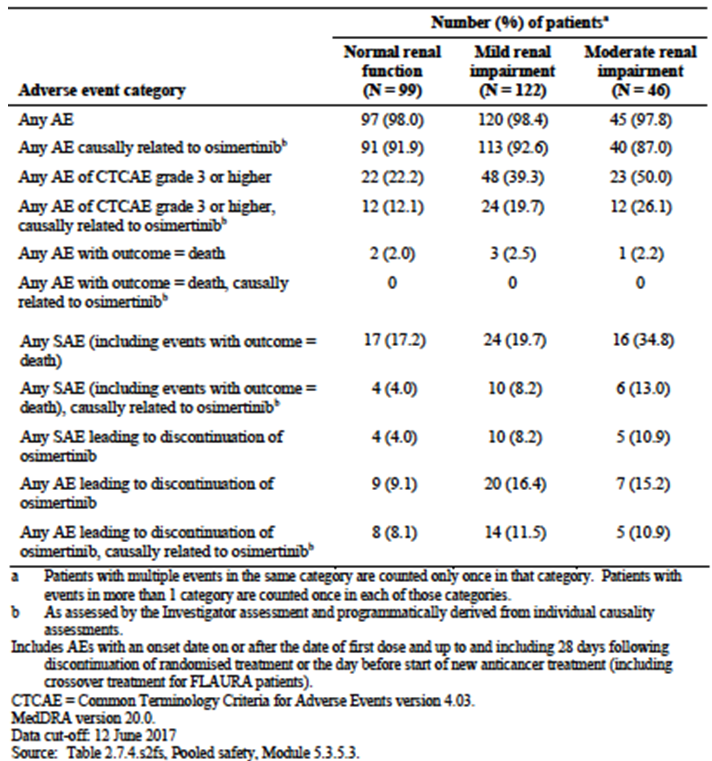 Number (%) of patientsa
Normal renal Mild renal Moderate renal
function impairment impairment
Adverse event category (N = 99) (N = 122) (N = 46)
Any AE 97 (98.0) 120 (98.4) 45 (97.8)
Any AE causally related to osimertinibb 91 (91.9) 113 (92.6) 40 (87.0)
Any AE of CTCAE grade 3 or higher 22 (22.2) 48 (39.3) 23 (50.0)
Any AE of CTCAE grade 3 or higher, 12 (12.1) 24 (19.7) 12 (26.1)
causally related to osimertinibb
Any AE with outcome = death 2 (2.0) 3 (2.5) 1 (2.2)
Any AE with outcome = death, causally 0 0 0
related to osimertinibb
Any SAE (including events with outcome = 17 (17.2) 24 (19.7) 16 (34.8)
death)
Any SAE (including events with outcome = 4 (4.0) 10 (8.2) 6 (13.0)
death), causally related to osimertinibb
Any SAE leading to discontinuation of 4 (4.0) 10 (8.2) 5 (10.9)
osimertinib
Any AE leading to discontinuation of 9 (9.1) 20 (16.4) 7 (15.2)
osimertinib
Any AE leading to discontinuation of 8 (8.1) 14 (11.5) 5 (10.9)
osimertinib, causally related to osimertinibb
a Patients with multiple events in the same category are counted only once in that category. Patients with
events in more than 1 category are counted once in each of those categories.
b As assessed by the Investigator assessment and programmatically derived from individual causality
assessments.
Includes AEs with an onset date on or after the date of first dose and up to and including 28 days following
discontinuation of randomised treatment or the day before start of new anticancer treatment (including
crossover treatment for FLAURA patients).
CTCAE = Common Terminology Criteria for Adverse Events version 4.03.
MedDRA version 20.0.
Data cut-off: 12 June 2017
Source: Table 2.7.4.s2fs, Pooled safety, Module 5.3.5.3.